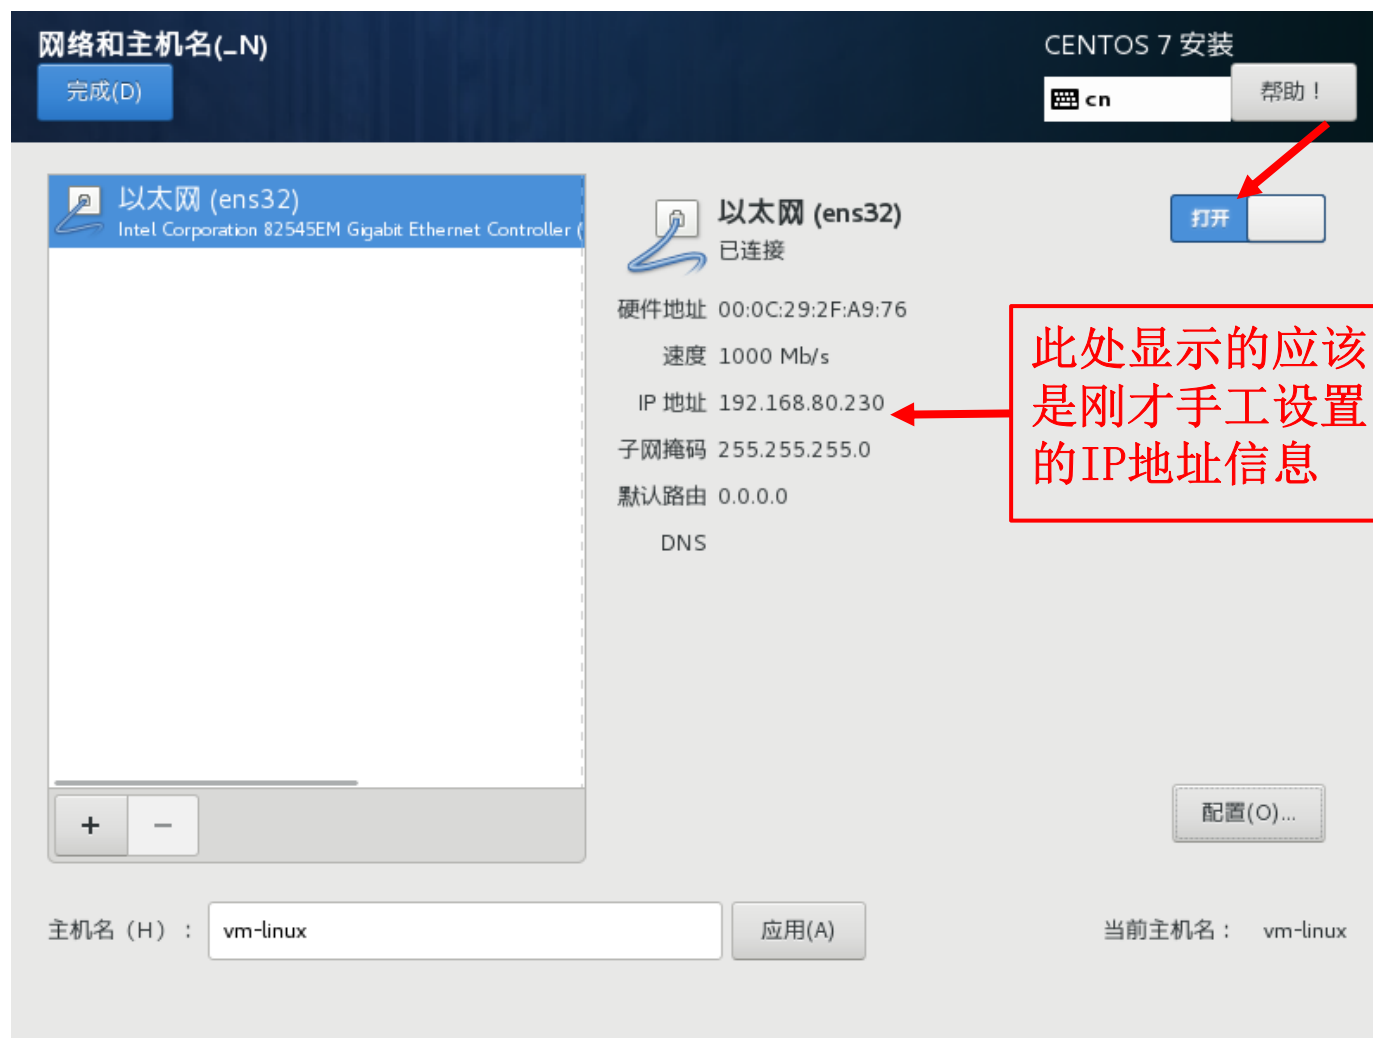 网络和主机名(_N)
CENTOS 7 安装
完成(D)
cn
帮助！
以太网 (ens32)
Intel Corporation 82545EM Gigabit Ethernet Controller (
以太网 (ens32)
已连接
打开
硬件地址 00:0C:29:2F:A9:76
速度 1000 Mb/s
IP 地址 192.168.80.230
子网掩码 255.255.255.0
默认路由 0.0.0.0
DNS
此处显示的应该
是刚才手工设置
的IP地址信息
+ −
配置(O)...
主机名（H）： vm-linux
应用(A)
当前主机名： vm-linux